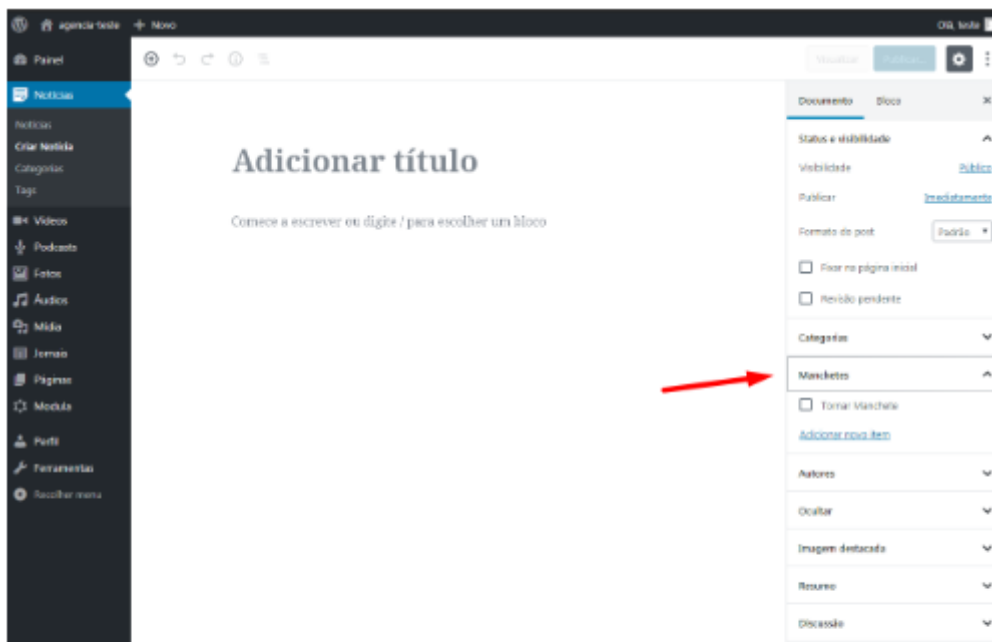 agencia-teste
Novo
Olá, teste
Painel
Notícias
Notícias
Criar Notícia
Categorias
Tags
Vídeos
Podcasts
Fotos
Áudios
Mídia
Jornais
Páginas
Modula
Perfil
Ferramentas
Recolher menu
Visualizar
Publicar...
Adicionar título
Comece a escrever ou digite / para escolher um bloco
Documento Bloco
Status e visibilidade
Visibilidade Público
Publicar Imediatamente
Formato do post Padrão
Fixar na página inicial
Revisão pendente
Categorias
Manchetes
Tornar Manchete
Adicionar novo item
Autores
Ocultar
Imagem destacada
Resumo
Discussão